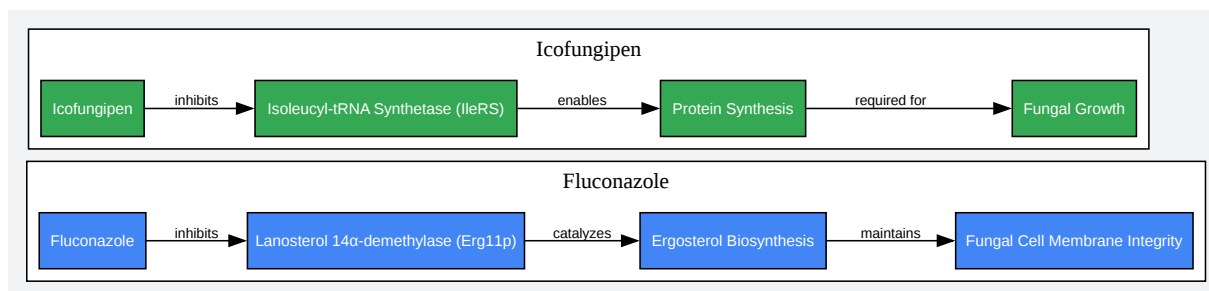 Icofungipen
Icofungipen
inhibits
Isoleucyl-tRNA Synthetase (IleRS)
enables
Protein Synthesis
required for
Fungal Growth
Fluconazole
Fluconazole
inhibits
Lanosterol 14α-demethylase (Erg11p)
catalyzes
Ergosterol Biosynthesis
maintains
Fungal Cell Membrane Integrity